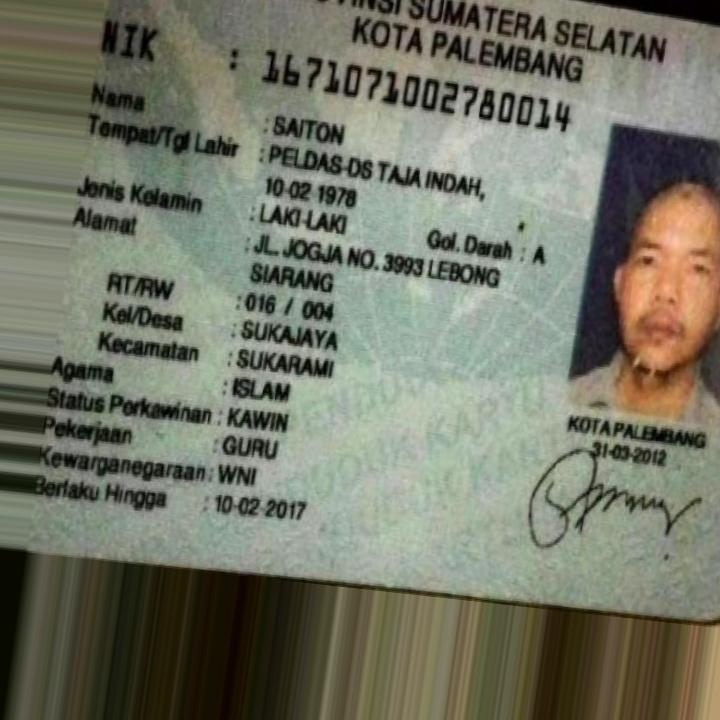 SUMATERA SELATAN
KOTA PALEMBANG
NIK : 1671071002780014
Nama : SAITON
Tempat/Tgl Lahir : PELDAS-DS TAJA INDAH,
10-02 1978
Jenis Kelamin : LAKI-LAKI Gol. Darah : A
Alamat : JL. JOGJA NO. 3993 LEBONG
SIARANG
RT/RW : 016 / 004
Kel/Desa : SUKAJAYA
Kecamatan : SUKARAMI
Agama : ISLAM
Status Perkawinan : KAWIN
Pekerjaan : GURU
Kewarganegaraan : WNI
Berlaku Hingga : 10-02-2017
KOTA PALEMBANG
31-03-2012